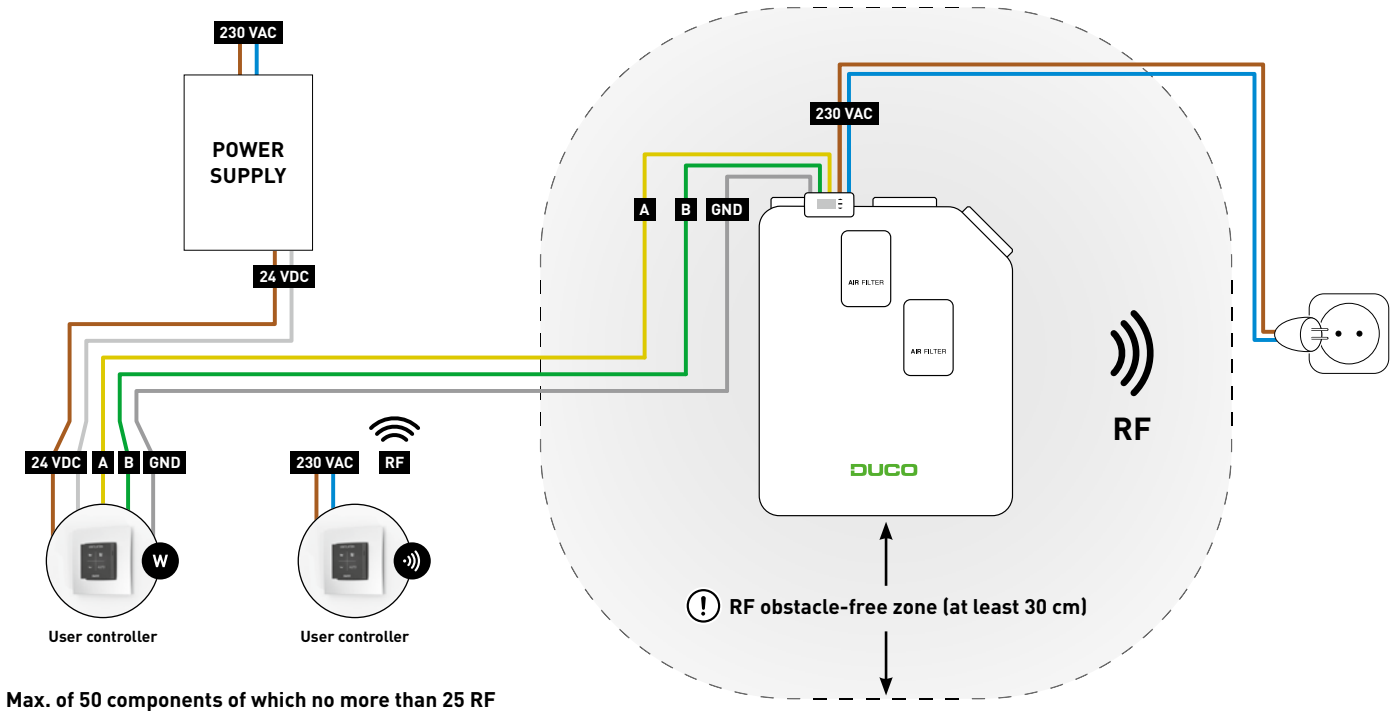 230 VAC
POWER
SUPPLY
24 VDC
24 VDC
A
B
GND
W
User controller
230 VAC
RF
User controller
Max. of 50 components of which no more than 25 RF
230 VAC
A
B
GND
AIR FILTER
AIR FILTER
DUCO
RF
! RF obstacle-free zone (at least 30 cm)